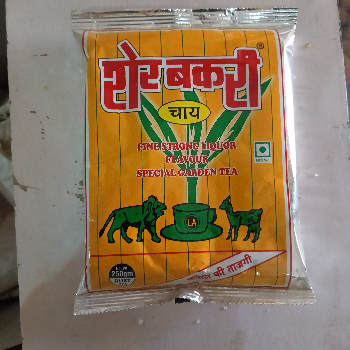 शेर बकरी
®
चाय
FINE STRONG LIQUOR
FLAVOUR
SPECIAL GARDEN TEA
LA
250gm
की ताज़गी